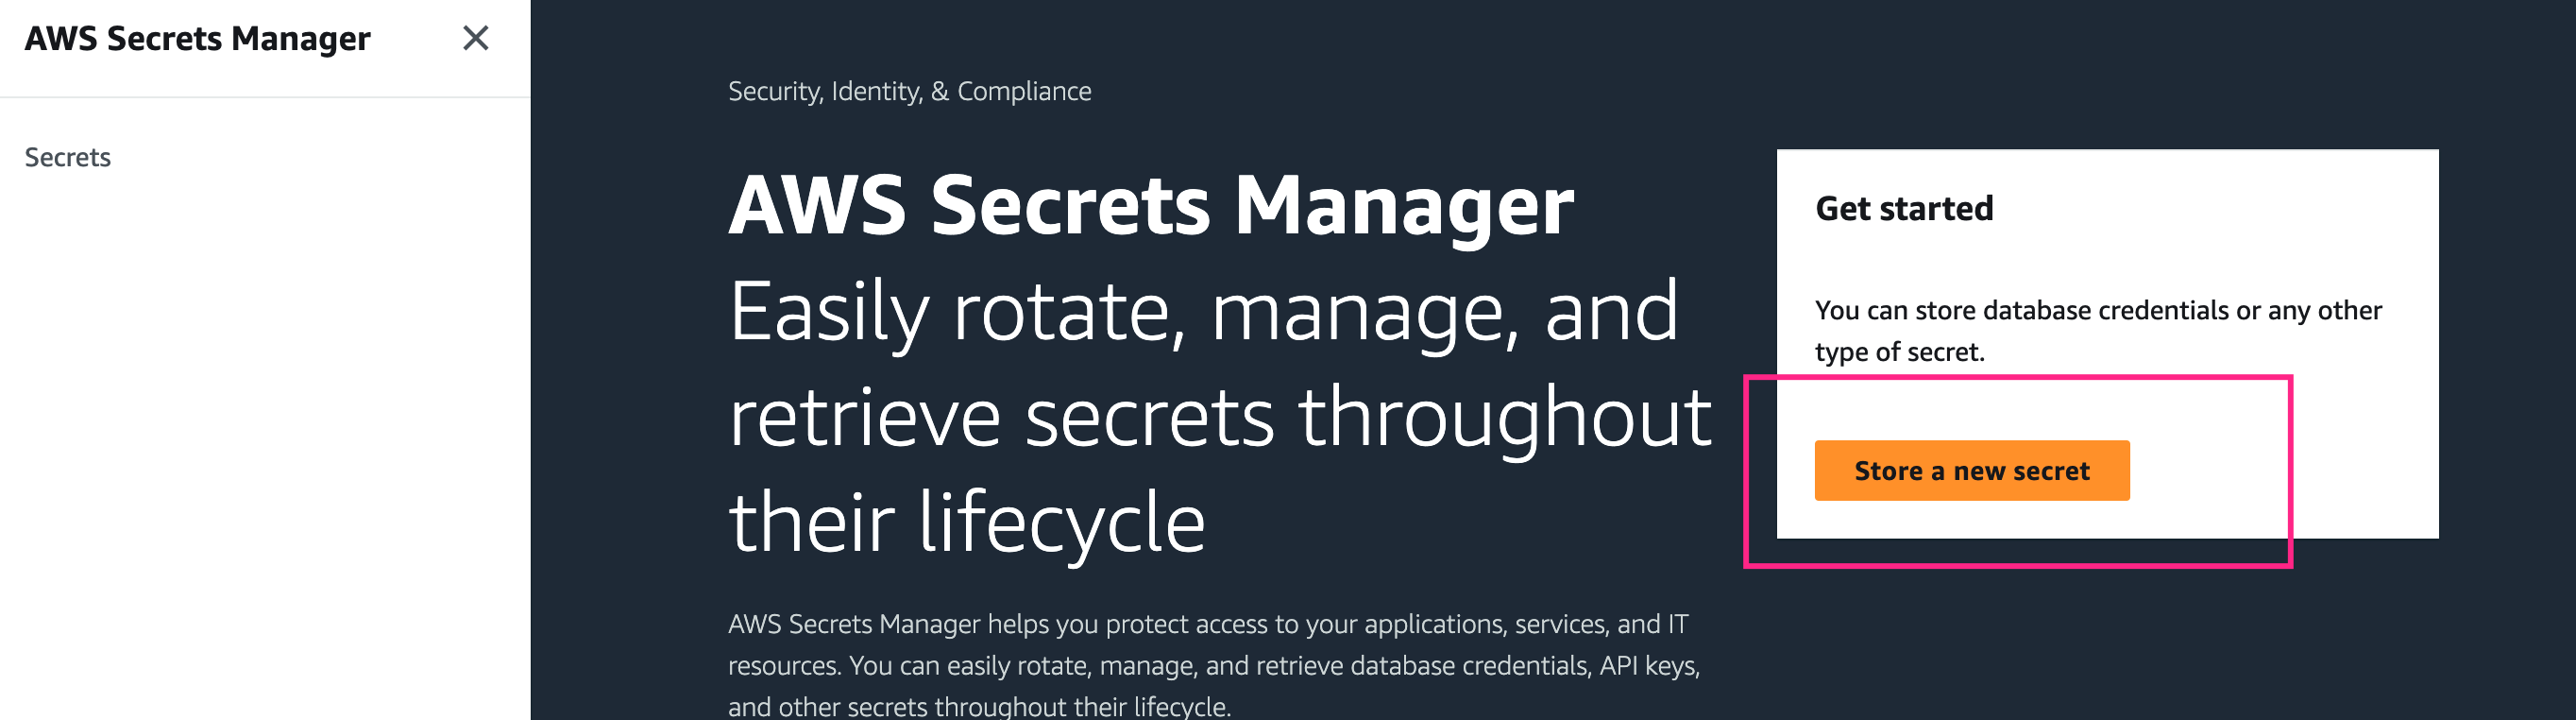 AWS Secrets Manager
Secrets
Security, Identity, & Compliance
AWS Secrets Manager
Easily rotate, manage, and
retrieve secrets throughout
their lifecycle
AWS Secrets Manager helps you protect access to your applications, services, and IT
resources. You can easily rotate, manage, and retrieve database credentials, API keys,
and other secrets throughout their lifecycle.
Get started
You can store database credentials or any other
type of secret.
Store a new secret